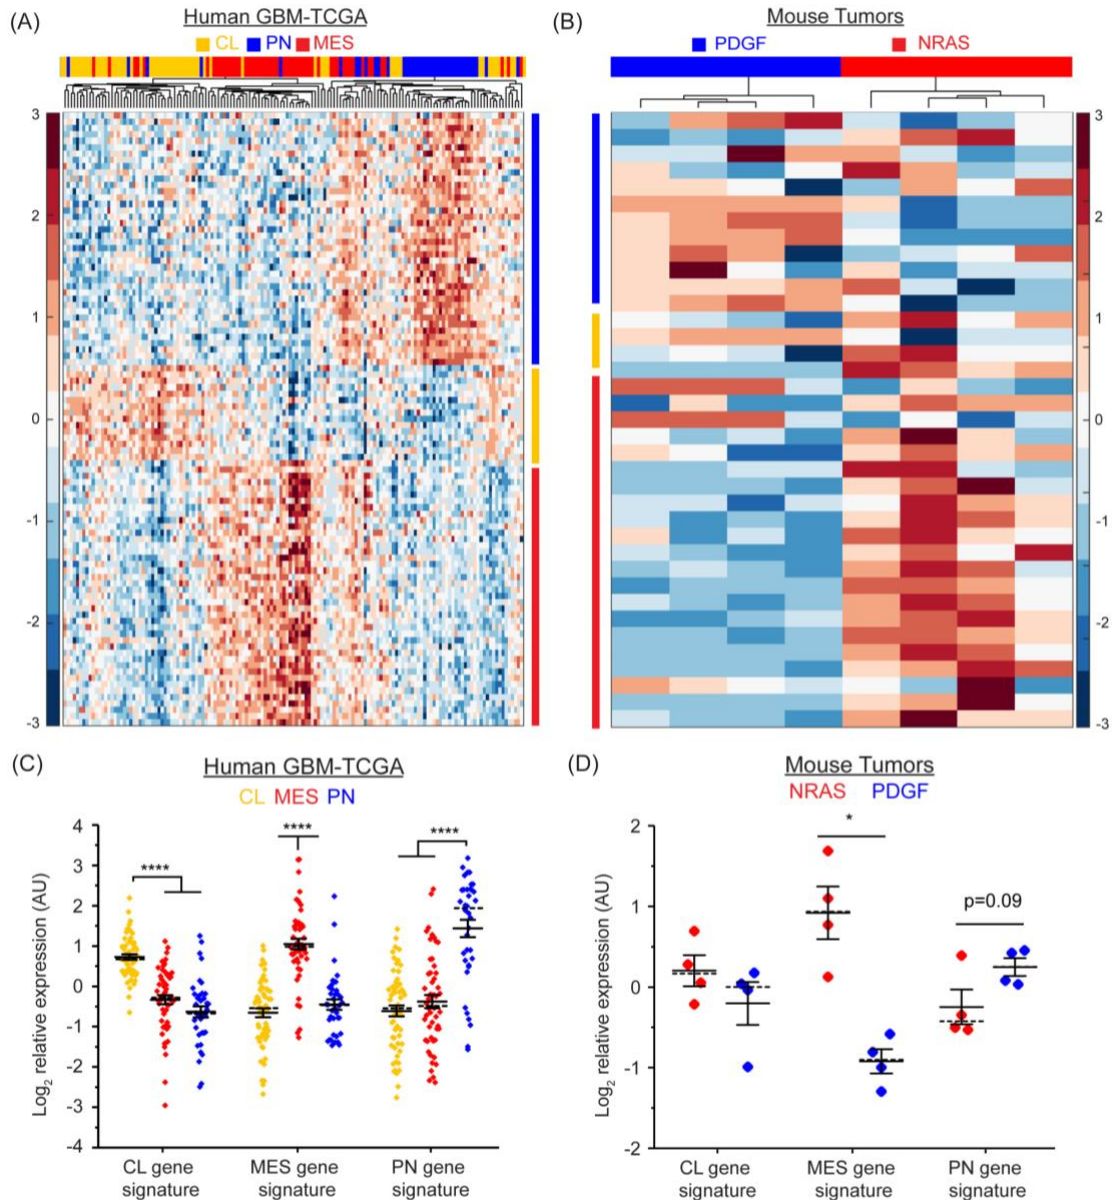 (A)
Human GBM-TCGA
CL PN MES
3
2
1
0
-1
-2
-3
(B)
Mouse Tumors
PDGF NRAS
3
2
1
0
-1
-2
-3
(C)
Human GBM-TCGA
CL MES PN
Log2 relative expression (AU)
4
3
2
1
0
-1
-2
-3
-4
****
****
****
CL gene
signature
MES gene
signature
PN gene
signature
(D)
Mouse Tumors
NRAS PDGF
Log2 relative expression (AU)
2
1
0
-1
-2
*
p=0.09
CL gene
signature
MES gene
signature
PN gene
signature